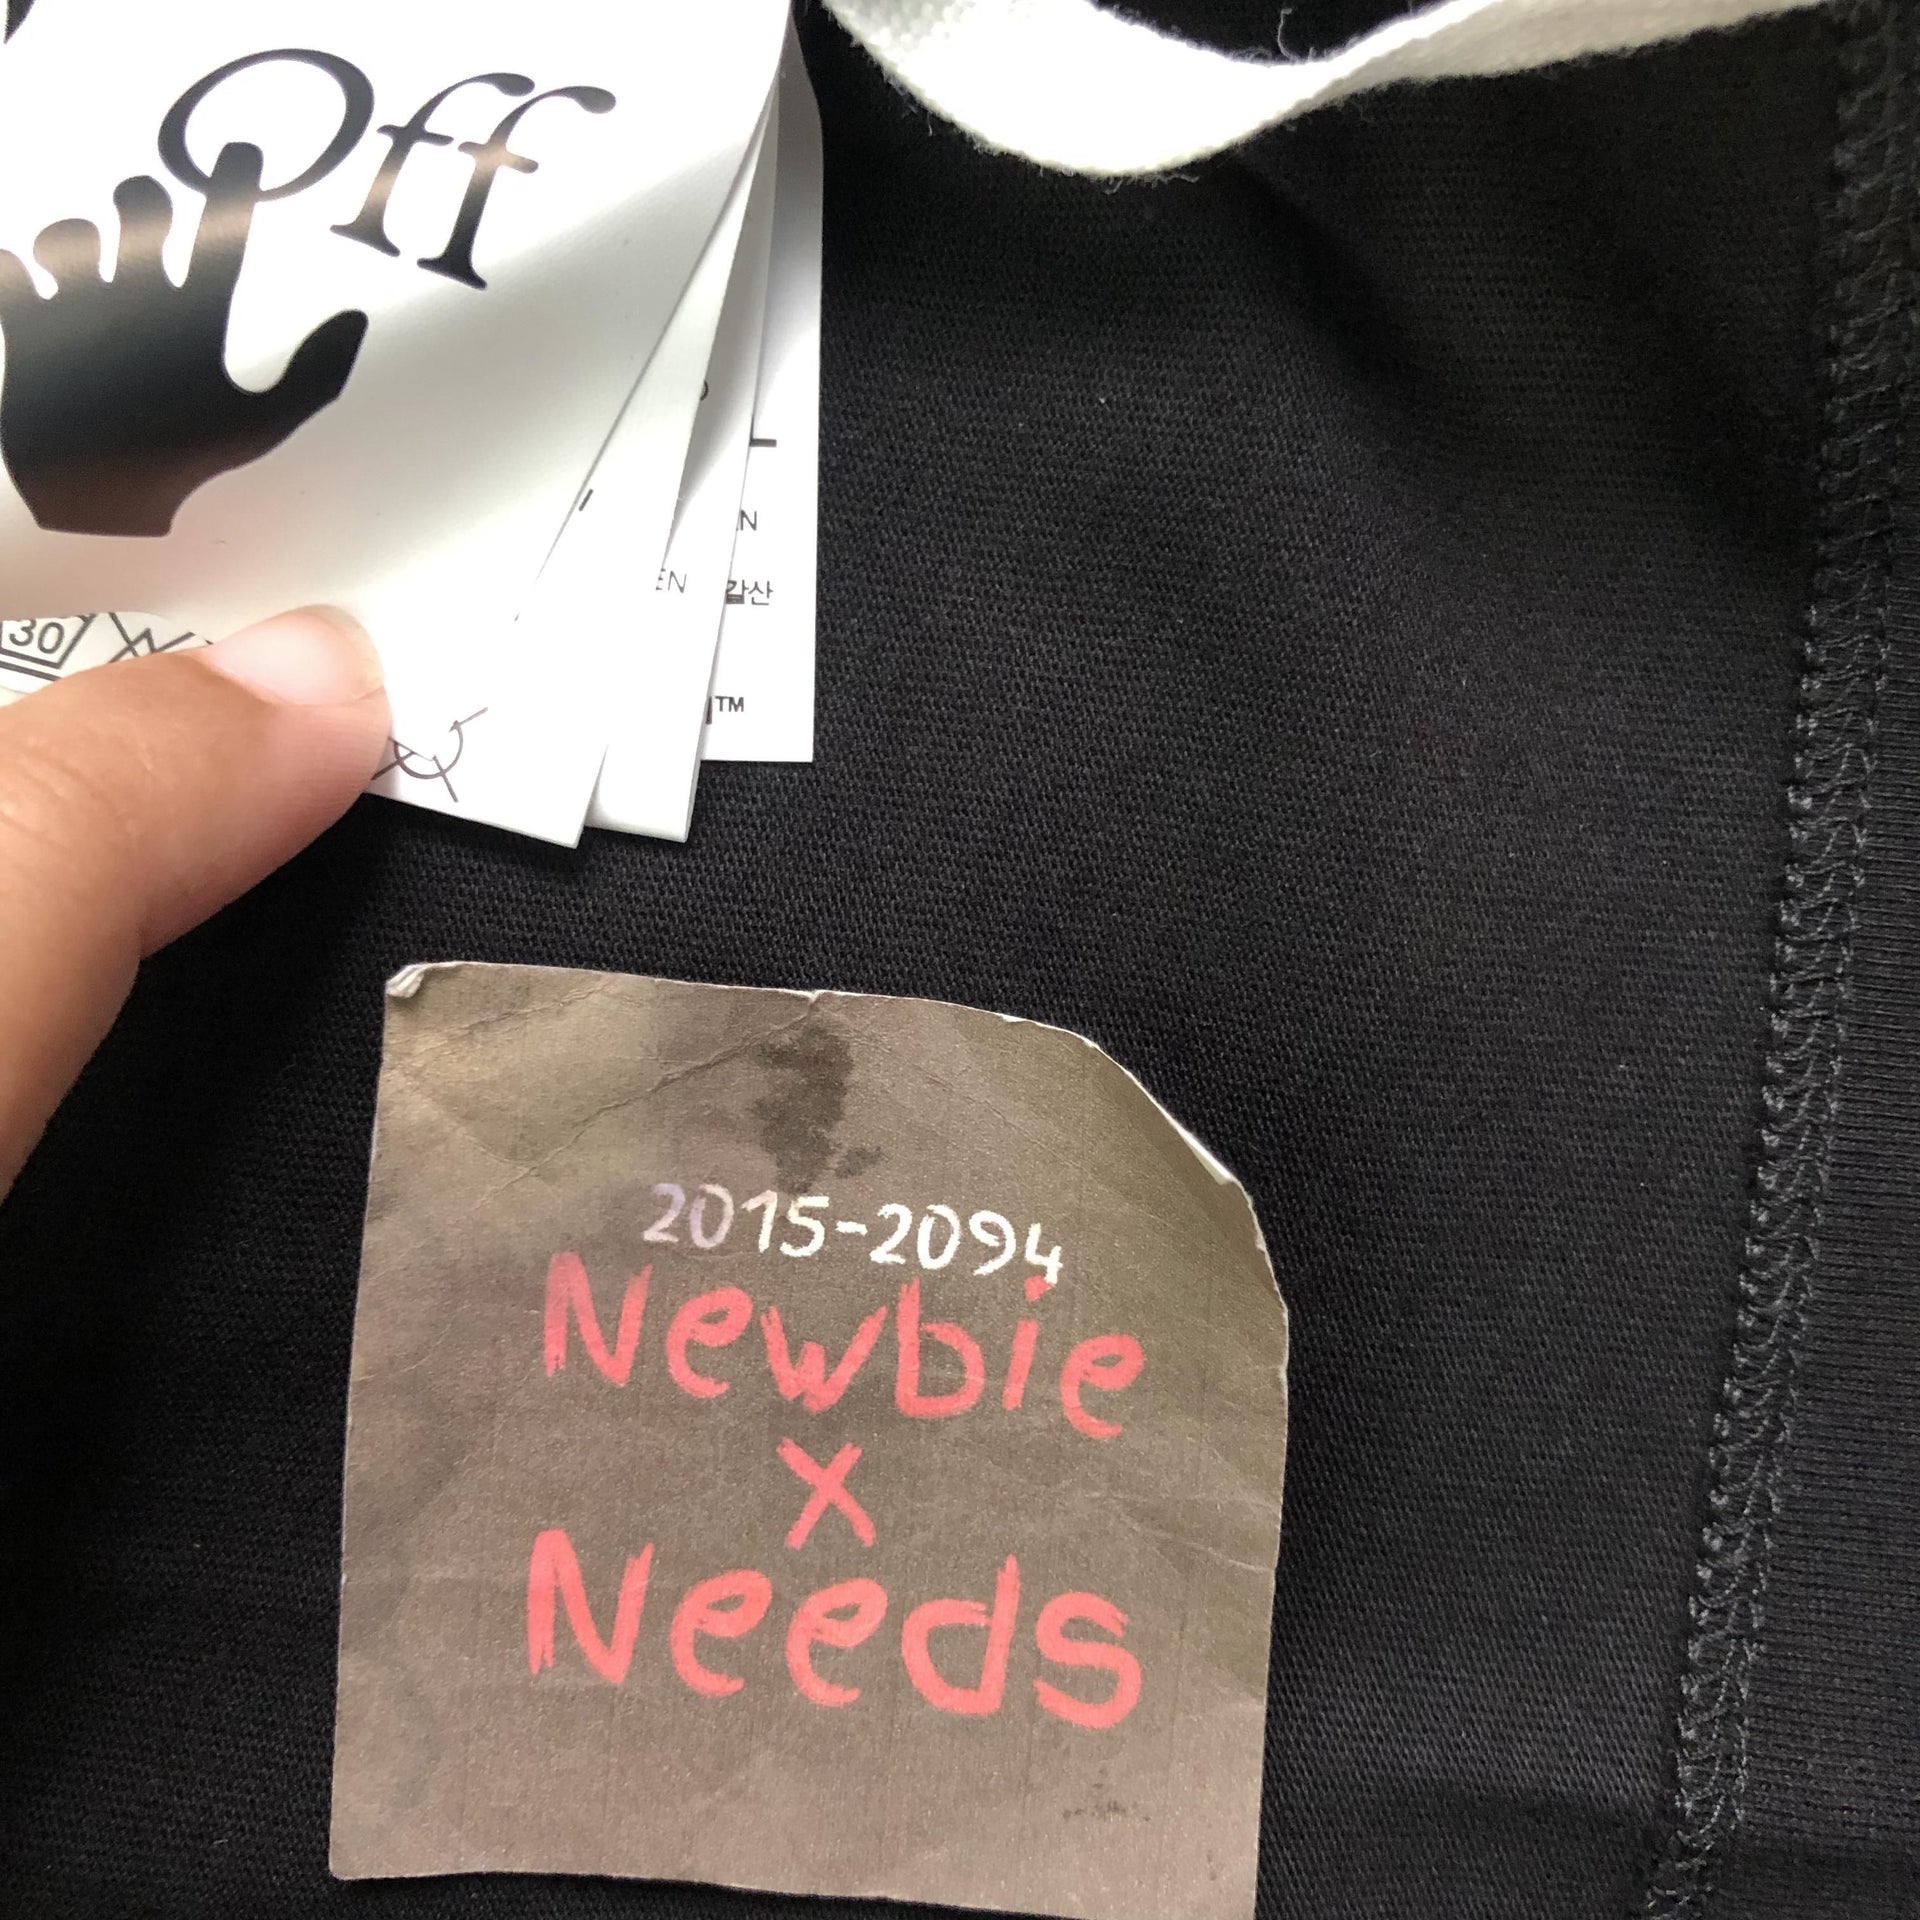 Off
30
N
EN
갈산
TM
2015-2094
Newbie
x
Needs